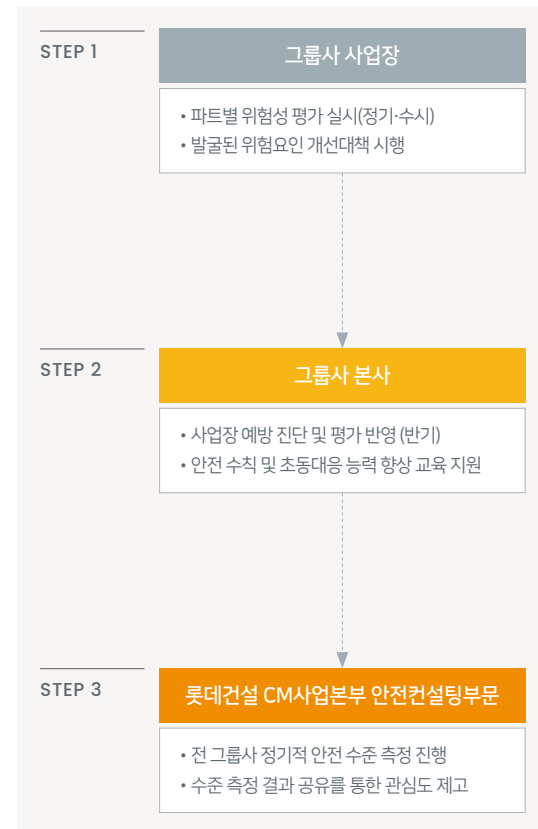 STEP 1
그룹사 사업장
• 파트별 위험성 평가 실시(정기·수시)
• 발굴된 위험요인 개선대책 시행
STEP 2
그룹사 본사
• 사업장 예방 진단 및 평가 반영 (반기)
• 안전 수칙 및 초동대응 능력 향상 교육 지원
STEP 3
롯데건설 CM사업본부 안전컨설팅부문
• 전 그룹사 정기적 안전 수준 측정 진행
• 수준 측정 결과 공유를 통한 관심도 제고